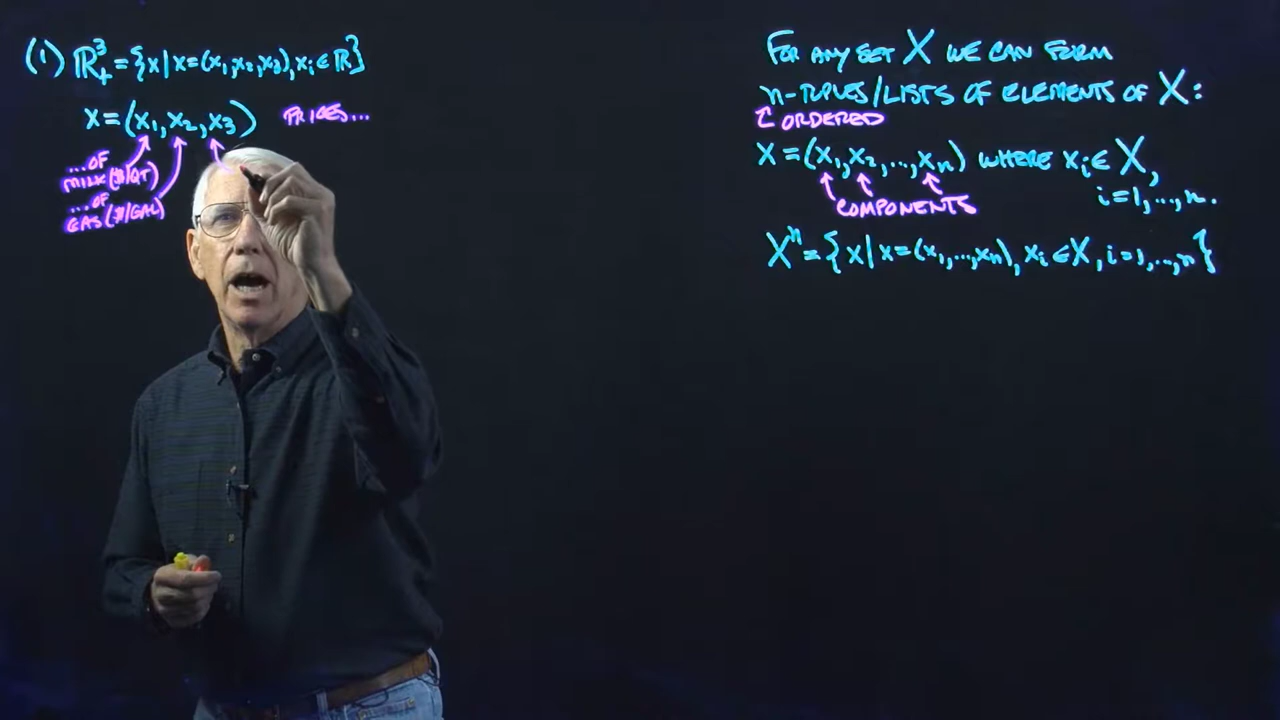 (1) ℝ³₊ = {x | x = (x₁, x₂, x₃), xᵢ ∈ ℝ}
x = (x₁, x₂, x₃) PRICES...
...OF
MILK ($/QT)
...OF
GAS ($/GAL)
FOR ANY SET X WE CAN FORM
n-TUPLES/LISTS OF ELEMENTS OF X:
ORDERED
x = (x₁, x₂, ..., xₙ) WHERE xᵢ ∈ X,
i = 1, ..., n.
COMPONENTS
Xⁿ = {x | x = (x₁, ..., xₙ), xᵢ ∈ X, i = 1, ..., n}